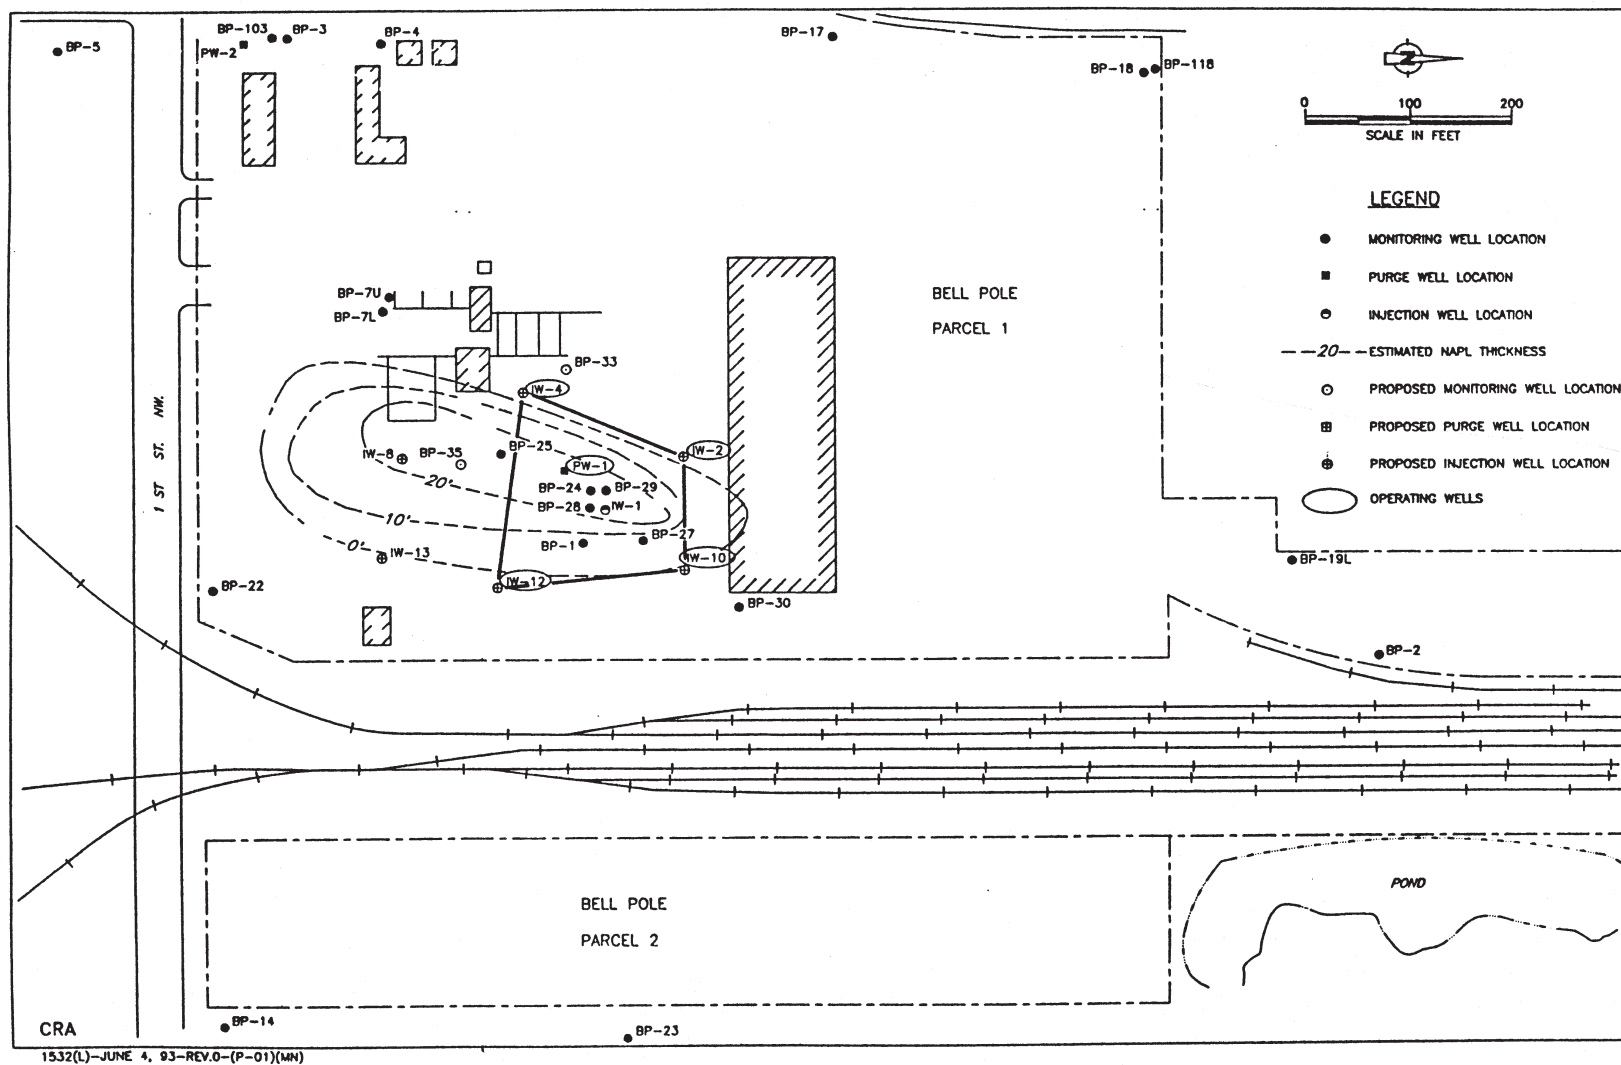 BP-5
BP-103
BP-3
PW-2
BP-4
BP-17
BP-18
BP-118
N
0 100 200
SCALE IN FEET
LEGEND
MONITORING WELL LOCATION
PURGE WELL LOCATION
INJECTION WELL LOCATION
20 ESTIMATED NAPL THICKNESS
PROPOSED MONITORING WELL LOCATION
PROPOSED PURGE WELL LOCATION
PROPOSED INJECTION WELL LOCATION
OPERATING WELLS
BELL POLE
PARCEL 1
BP-7U
BP-7L
BP-33
IW-4
1 ST ST. NW.
IW-8
BP-35
BP-25
IW-2
PW-1
20'
BP-24
BP-29
BP-28
IW-1
10'
BP-1
BP-27
0'
IW-13
IW-10
IW-12
BP-22
BP-30
BP-19L
BP-2
BELL POLE
PARCEL 2
POND
BP-14
BP-23
CRA
1532(L)-JUNE 4, 93-REV.0-(P-01)(MN)